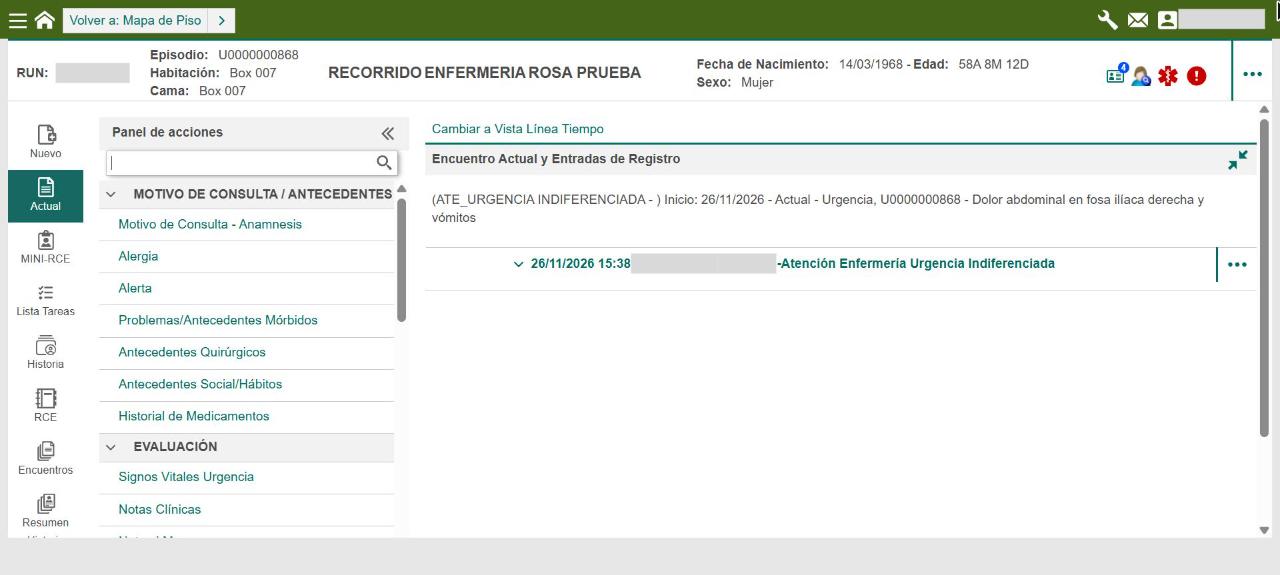 Volver a: Mapa de Piso
RUN:
Episodio: U0000000868
Habitación: Box 007
Cama: Box 007
RECORRIDO ENFERMERIA ROSA PRUEBA
Fecha de Nacimiento: 14/03/1968 - Edad: 58A 8M 12D
Sexo: Mujer
4
Nuevo
Actual
MINI-RCE
Lista Tareas
Historia
RCE
Encuentros
Resumen
Panel de acciones
MOTIVO DE CONSULTA / ANTECEDENTES
Motivo de Consulta - Anamnesis
Alergia
Alerta
Problemas/Antecedentes Mórbidos
Antecedentes Quirúrgicos
Antecedentes Social/Hábitos
Historial de Medicamentos
EVALUACIÓN
Signos Vitales Urgencia
Notas Clínicas
Cambiar a Vista Línea Tiempo
Encuentro Actual y Entradas de Registro
(ATE_URGENCIA INDIFERENCIADA - ) Inicio: 26/11/2026 - Actual - Urgencia, U0000000868 - Dolor abdominal en fosa ilíaca derecha y
vómitos
26/11/2026 15:38 -Atención Enfermería Urgencia Indiferenciada